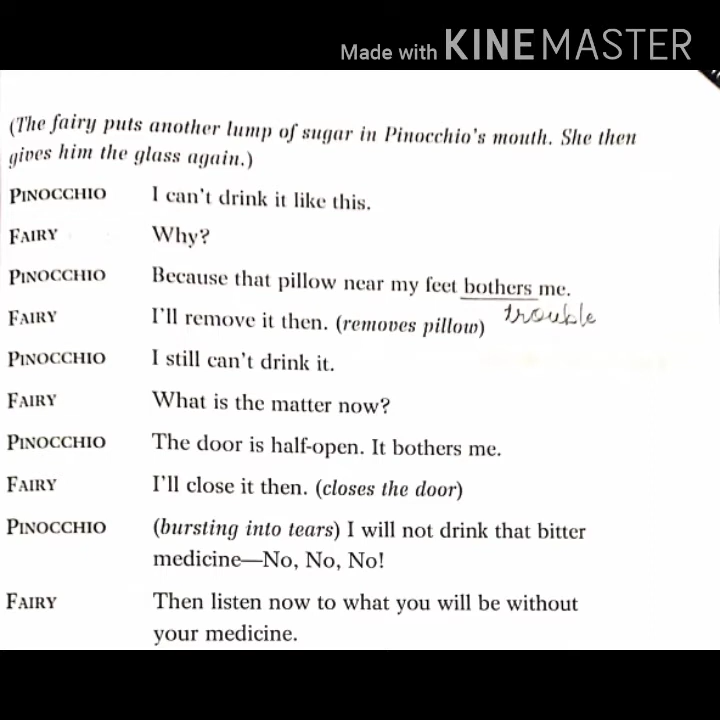 Made with KINEMASTER
(The fairy puts another lump of sugar in Pinocchio's mouth. She then
gives him the glass again.)
PINOCCHIO I can't drink it like this.
FAIRY Why?
PINOCCHIO Because that pillow near my feet bothers me.
FAIRY I'll remove it then. (removes pillow)
trouble
PINOCCHIO I still can't drink it.
FAIRY What is the matter now?
PINOCCHIO The door is half-open. It bothers me.
FAIRY I'll close it then. (closes the door)
PINOCCHIO (bursting into tears) I will not drink that bitter
medicine—No, No, No!
FAIRY Then listen now to what you will be without
your medicine.